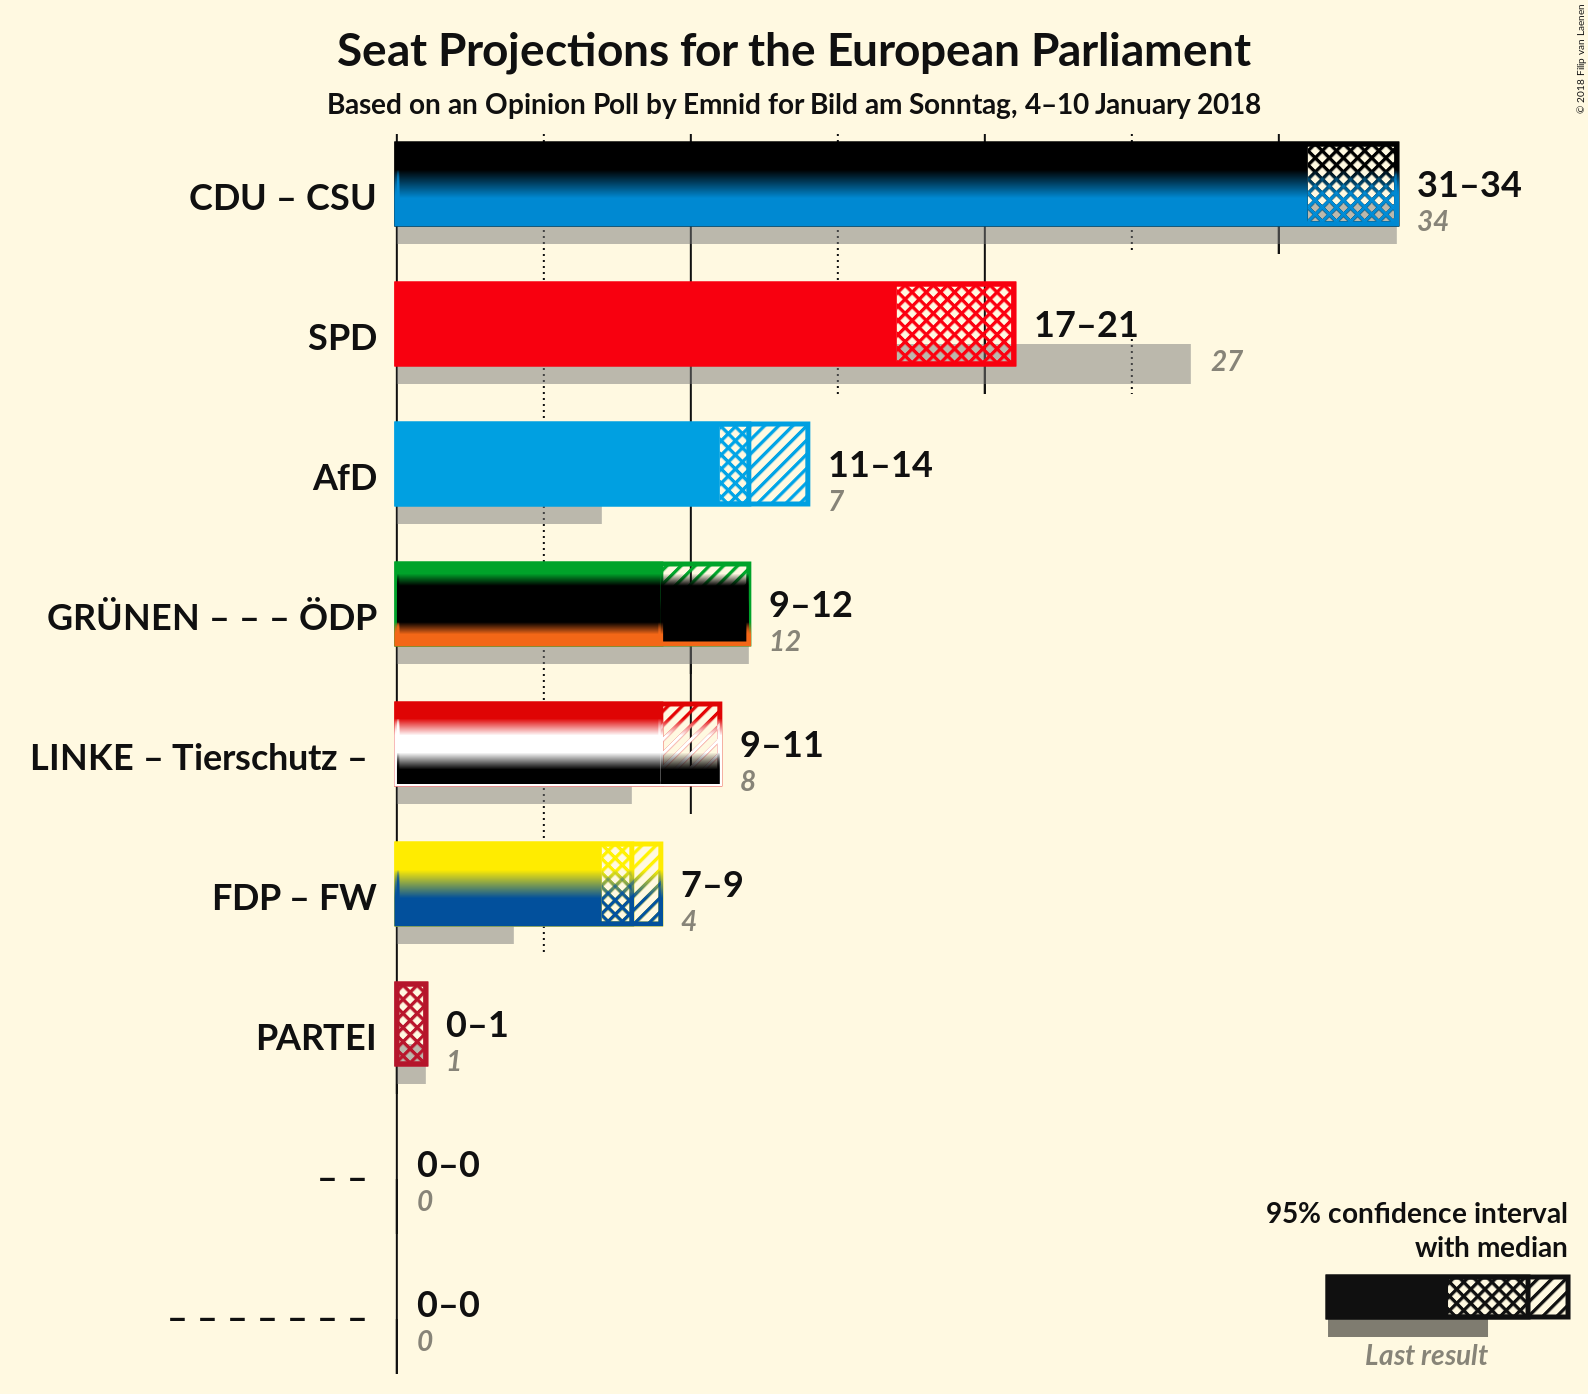 Seat Projections for the European Parliament
Based on an Opinion Poll by Emnid for Bild am Sonntag, 4–10 January 2018
© 2018 Filip van Laenen
CDU – CSU
31–34
34
SPD
17–21
27
AfD
11–14
7
GRÜNEN – – – ÖDP
9–12
12
LINKE – Tierschutz –
9–11
8
FDP – FW
7–9
4
PARTEI
0–1
1
– –
0–0
0
– – – – – – –
0–0
0
95% confidence interval
with median
Last result